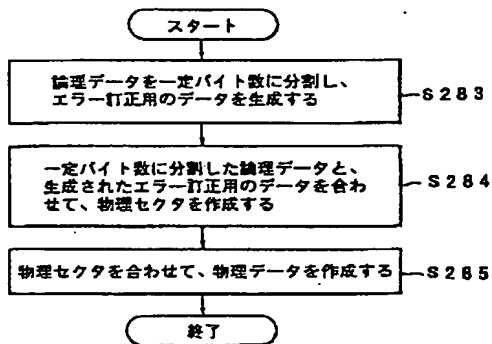 スタート
論理データを一定バイト数に分割し、
エラー訂正用のデータを生成する
S283
一定バイト数に分割した論理データと、
生成されたエラー訂正用のデータを合わ
せて、物理セクタを作成する
S284
物理セクタを合わせて、物理データを作成する
S285
終了